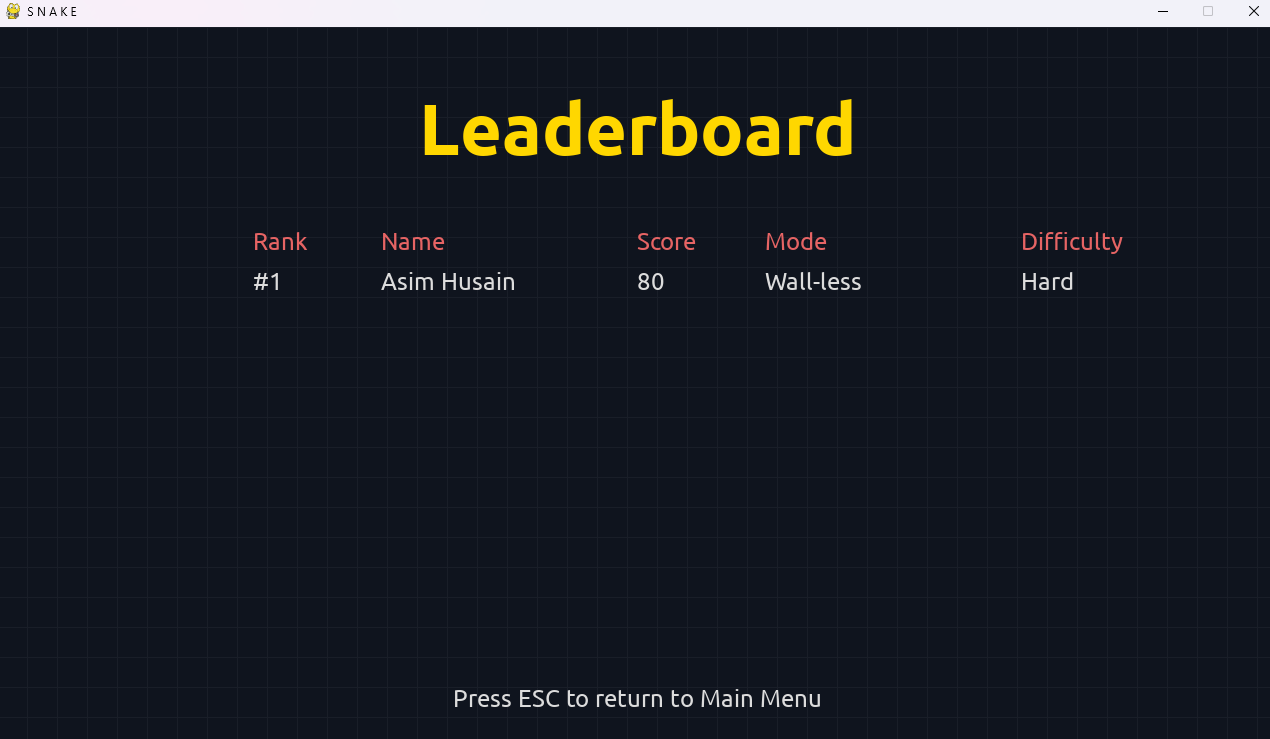 SNAKE
Leaderboard
Rank Name Score Mode Difficulty
#1 Asim Husain 80 Wall-less Hard
Press ESC to return to Main Menu